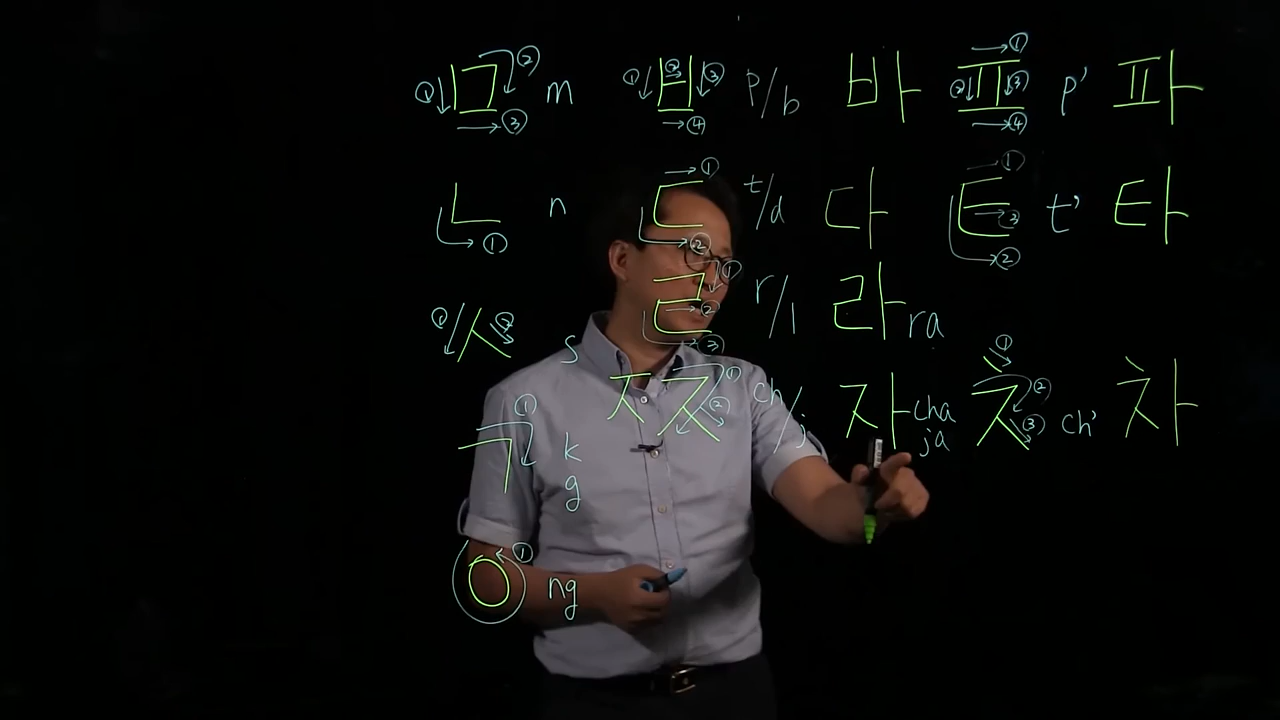 ㅁ m ㅂ p/b 바 ㅍ p' 파
ㄴ n ㄷ t/d 다 ㅌ t' 타
ㄹ r/l 라 ra
ㅅ s ㅈ ㅈ ch/j 자 cha ja ㅊ ch' 차
ㄱ k g
ㅇ ng